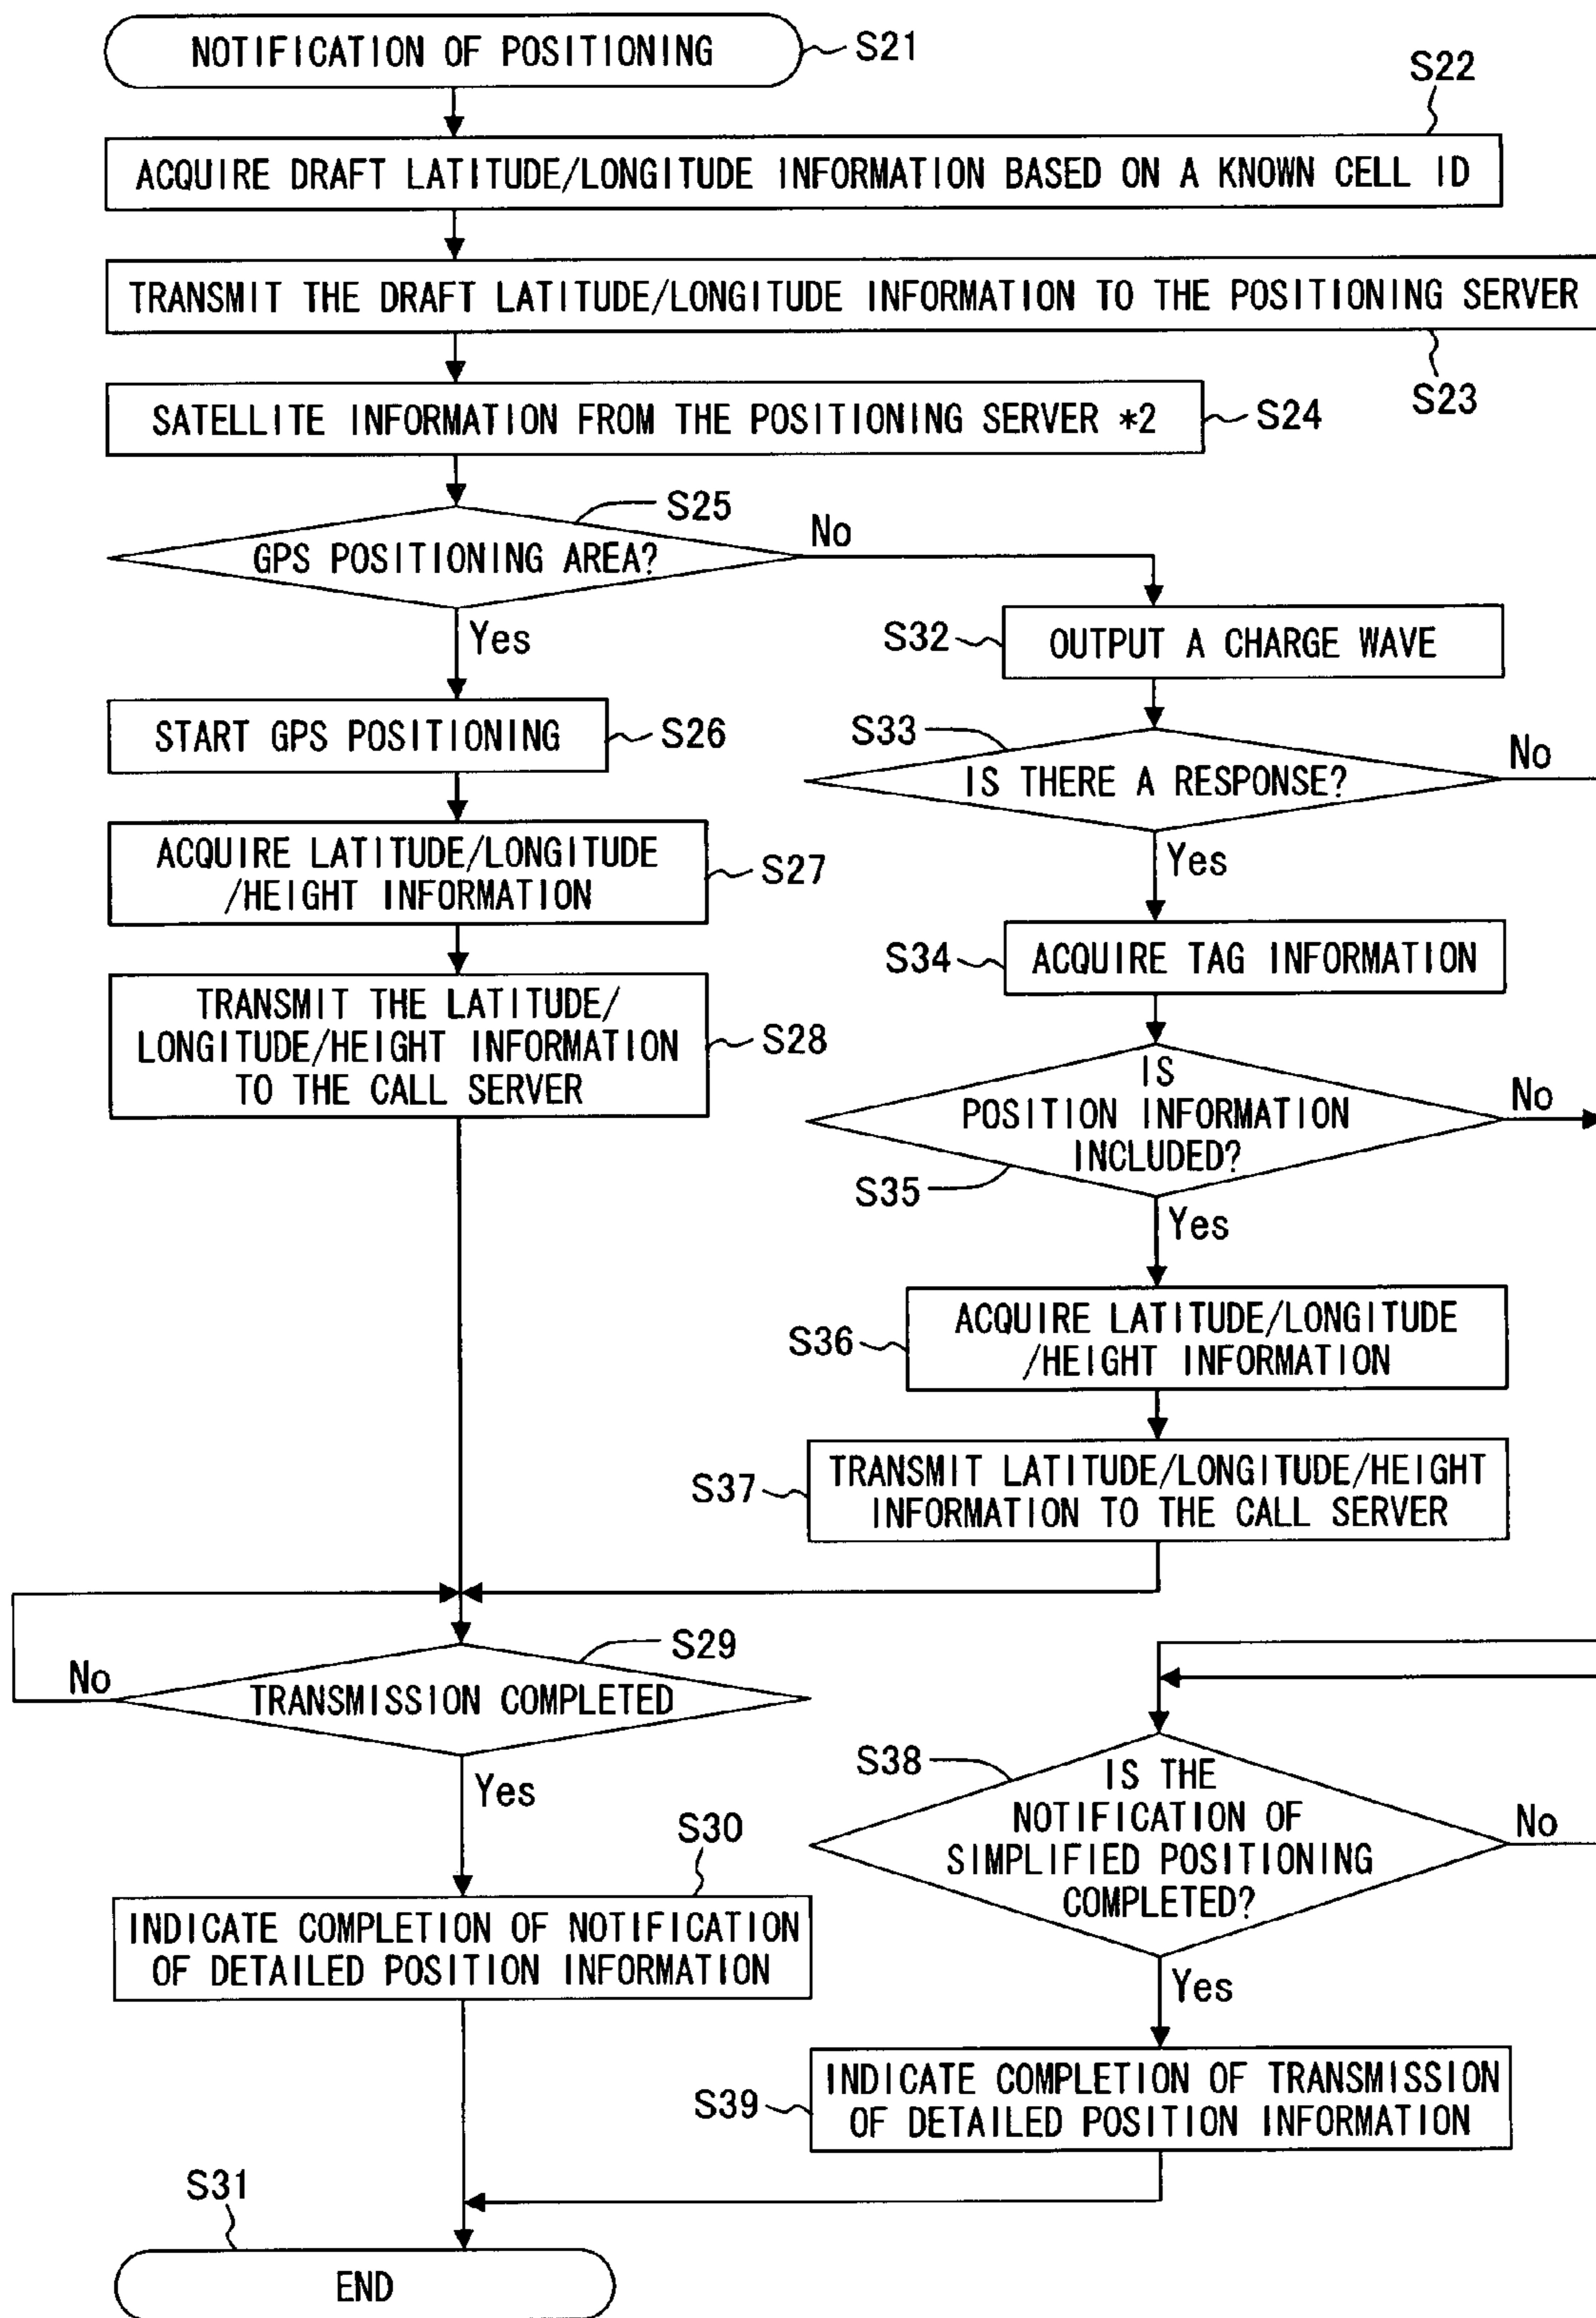 NOTIFICATION OF POSITIONING
S21
S22
ACQUIRE DRAFT LATITUDE/LONGITUDE INFORMATION BASED ON A KNOWN CELL ID
TRANSMIT THE DRAFT LATITUDE/LONGITUDE INFORMATION TO THE POSITIONING SERVER
S23
SATELLITE INFORMATION FROM THE POSITIONING SERVER *2
S24
S25
GPS POSITIONING AREA?
No
Yes
S32
OUTPUT A CHARGE WAVE
START GPS POSITIONING
S26
S33
IS THERE A RESPONSE?
No
Yes
ACQUIRE LATITUDE/LONGITUDE
/HEIGHT INFORMATION
S27
S34
ACQUIRE TAG INFORMATION
TRANSMIT THE LATITUDE/
LONGITUDE/HEIGHT INFORMATION
TO THE CALL SERVER
S28
IS
POSITION INFORMATION
INCLUDED?
No
S35
Yes
S36
ACQUIRE LATITUDE/LONGITUDE
/HEIGHT INFORMATION
S37
TRANSMIT LATITUDE/LONGITUDE/HEIGHT
INFORMATION TO THE CALL SERVER
S29
No
TRANSMISSION COMPLETED
Yes
S38
IS THE
NOTIFICATION OF
SIMPLIFIED POSITIONING
COMPLETED?
No
Yes
S30
INDICATE COMPLETION OF NOTIFICATION
OF DETAILED POSITION INFORMATION
S39
INDICATE COMPLETION OF TRANSMISSION
OF DETAILED POSITION INFORMATION
S31
END